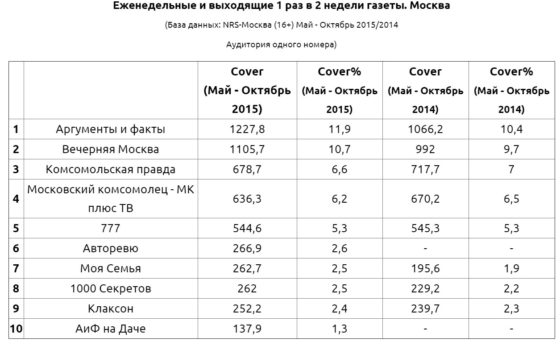 Еженедельные и выходящие 1 раз в 2 недели газеты. Москва
(База данных: NRS-Москва (16+) Май - Октябрь 2015/2014
Аудитория одного номера)
Cover (Май - Октябрь 2015) Cover% (Май - Октябрь 2015) Cover (Май - Октябрь 2014) Cover% (Май - Октябрь 2014)
1 Аргументы и факты 1227,8 11,9 1066,2 10,4
2 Вечерняя Москва 1105,7 10,7 992 9,7
3 Комсомольская правда 678,7 6,6 717,7 7
4 Московский комсомолец - МК плюс ТВ 636,3 6,2 670,2 6,5
5 777 544,6 5,3 545,3 5,3
6 Авторевю 266,9 2,6 - -
7 Моя Семья 262,7 2,5 195,6 1,9
8 1000 Секретов 262 2,5 229,2 2,2
9 Клаксон 252,2 2,4 239,7 2,3
10 АиФ на Даче 137,9 1,3 - -